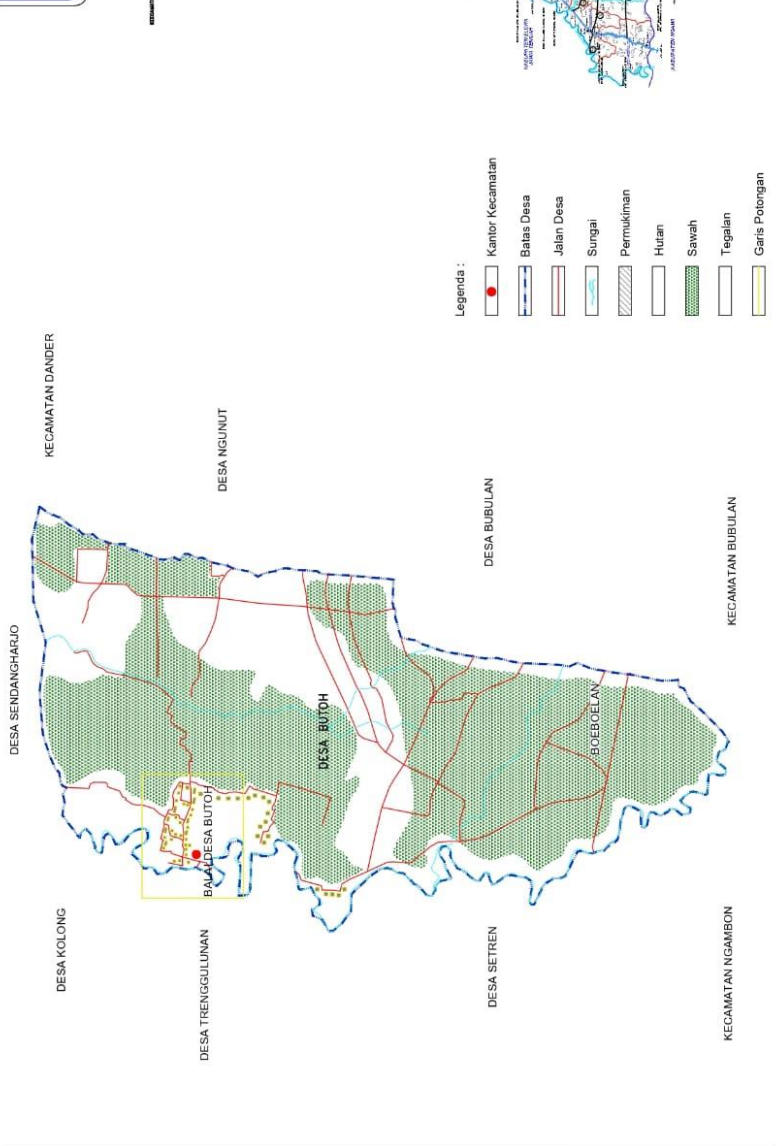 DESA SENDANGHARJO
KECAMATAN DANDER
DESA KOLONG
DESA NGUNUT
DESA TRENGGULUNAN
BALAI DESA BUTOH
DESA BUTOH
DESA BUBULAN
DESA SETREN
BOEBOELAN
KECAMATAN NGAMBON
KECAMATAN BUBULAN
Legenda :
Kantor Kecamatan
Batas Desa
Jalan Desa
Sungai
Permukiman
Hutan
Sawah
Tegalan
Garis Potongan
KABUPATEN NGAWI